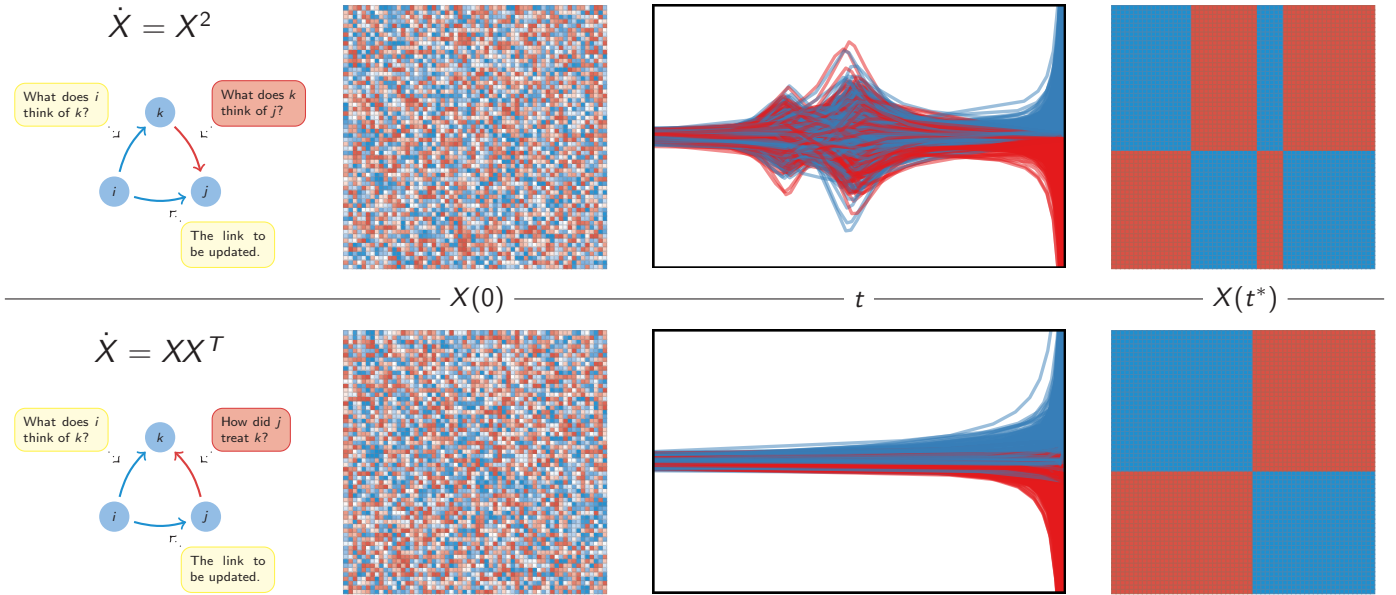 Ẋ = X²
What does i
think of k?
What does k
think of j?
k
i
j
The link to
be updated.
X(0)
t
X(t*)
Ẋ = XXᵀ
What does i
think of k?
How did j
treat k?
k
i
j
The link to
be updated.